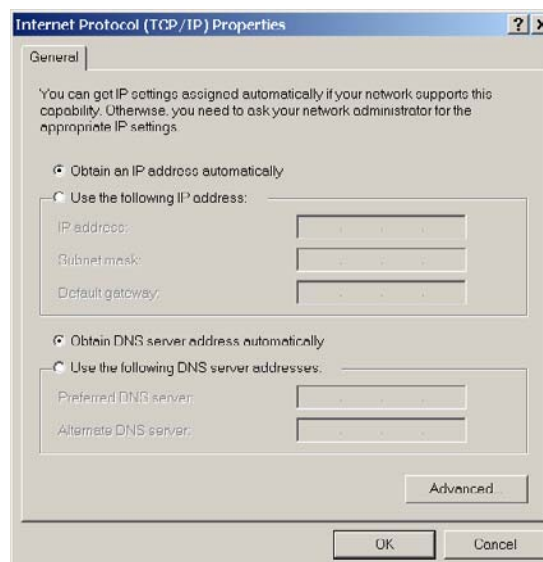 Internet Protocol (TCP/IP) Properties
General
You can get IP settings assigned automatically if your network supports this
capability. Otherwise, you need to ask your network administrator for the
appropriate IP settings.
Obtain an IP address automatically
Use the following IP address:
IP address:
Subnet mask:
Default gateway:
Obtain DNS server address automatically
Use the following DNS server addresses:
Preferred DNS server:
Alternate DNS server:
Advanced...
OK
Cancel